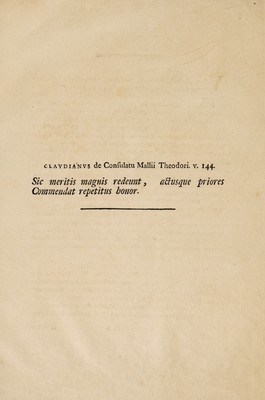 CLAVDIANVS de Conſulatu Mallii Theodori. v. 144.
Sic meritis magnis redeunt, actusque priores
Commendat repetitus honor.